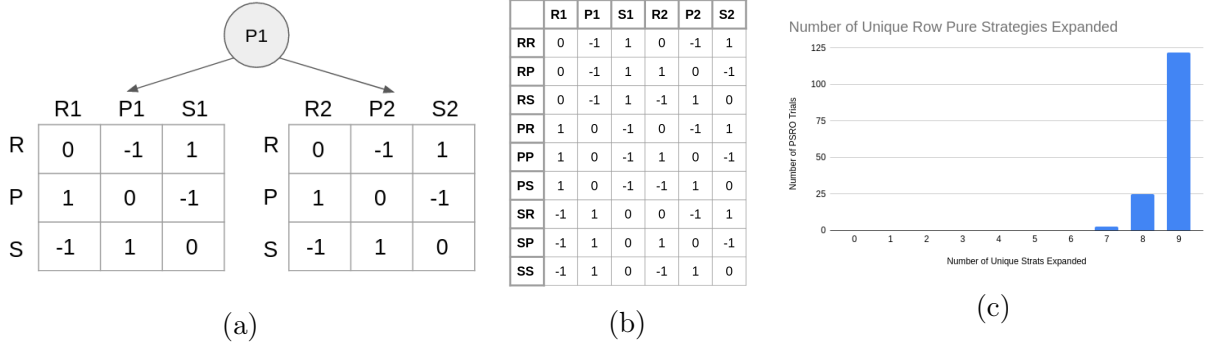 P1
R1 P1 S1
R 0 -1 1
P 1 0 -1
S -1 1 0
R2 P2 S2
R 0 -1 1
P 1 0 -1
S -1 1 0
(a)
R1 P1 S1 R2 P2 S2
RR 0 -1 1 0 -1 1
RP 0 -1 1 1 0 -1
RS 0 -1 1 -1 1 0
PR 1 0 -1 0 -1 1
PP 1 0 -1 1 0 -1
PS 1 0 -1 -1 1 0
SR -1 1 0 0 -1 1
SP -1 1 0 1 0 -1
SS -1 1 0 -1 1 0
(b)
Number of Unique Row Pure Strategies Expanded
Number of PSRO Trials
125
100
75
50
25
0
0 1 2 3 4 5 6 7 8 9
Number of Unique Strats Expanded
(c)